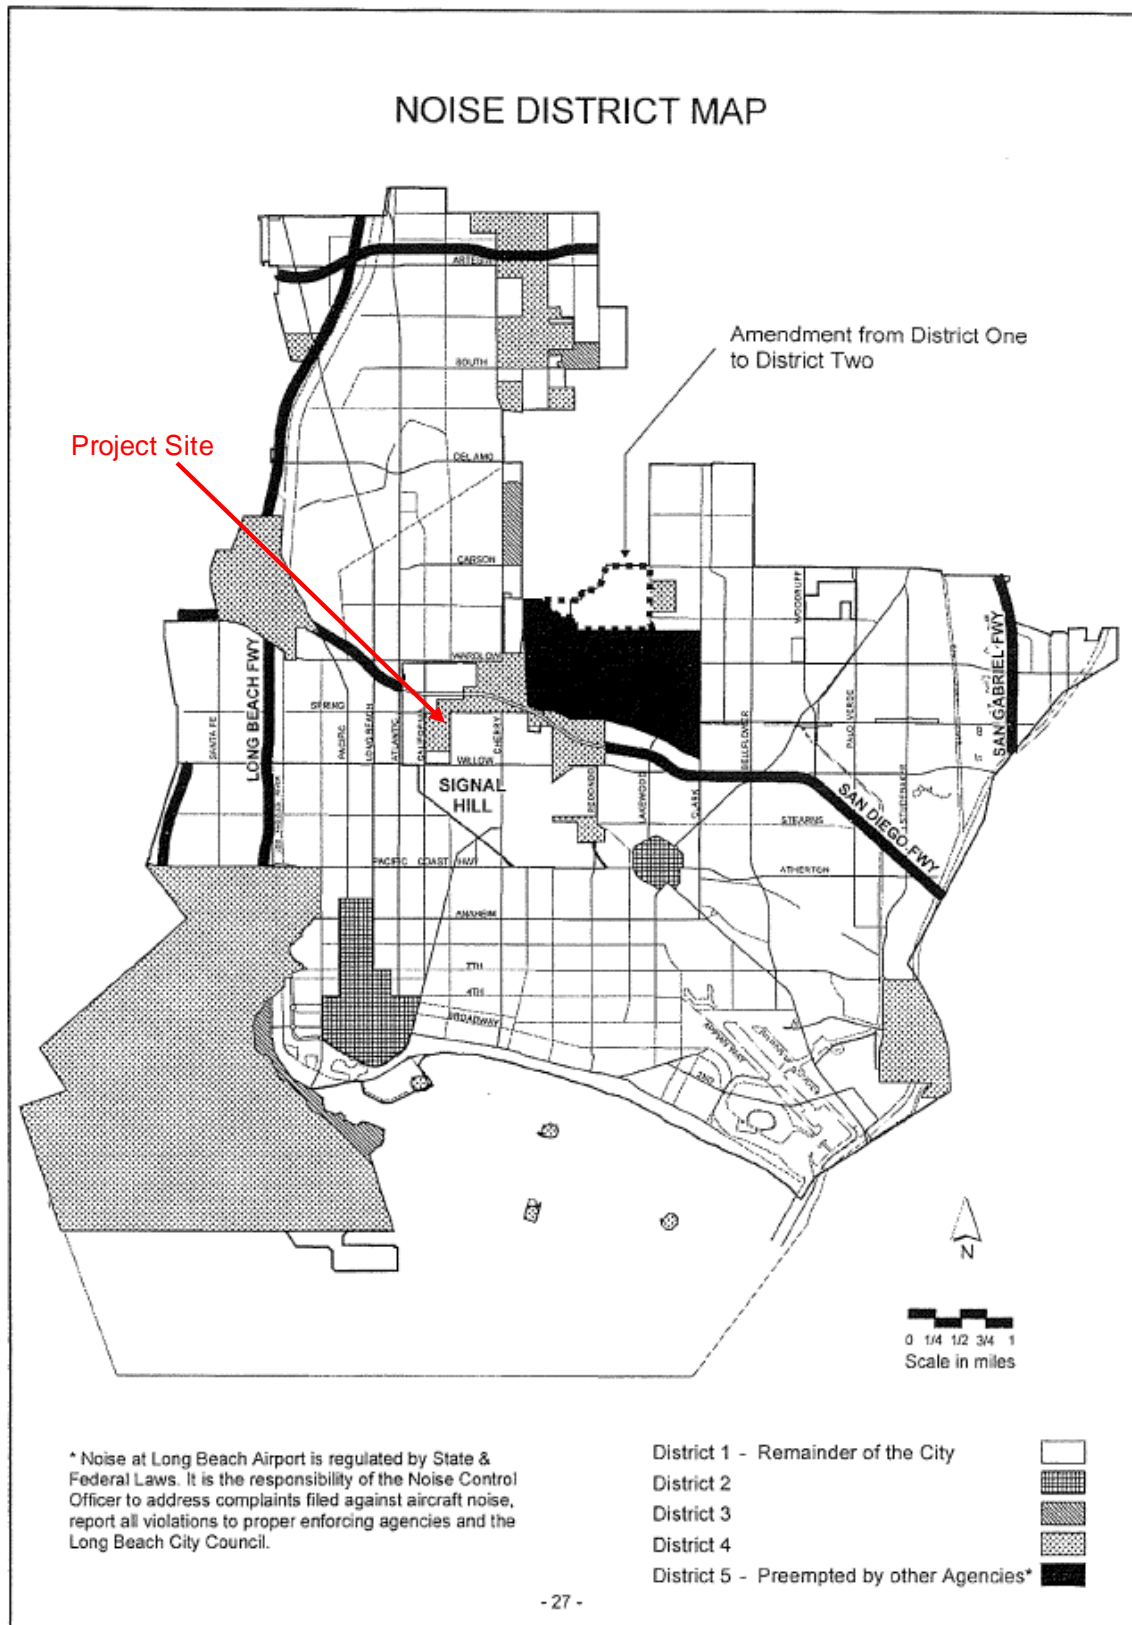 NOISE DISTRICT MAP
ARTESIA
Amendment from District One
to District Two
SOUTH
Project Site
DEL AMO
CARSON
WOODRUFF
WARDLOW
LONG BEACH FWY
SAN GABRIEL FWY
SPRING
SANTA FE
PACIFIC
LONG BEACH
ATLANTIC
CALIFORNIA
CHERRY
BELLFLOWER
PALO VERDE
WILLOW
SIGNAL
HILL
REDONDO
LAKEWOOD
CLARK
STUDEBAKER
SAN DIEGO FWY
STEARNS
LOS ANGELES RIVER
PACIFIC COAST HWY
ATHERTON
ANAHEIM
7TH
4TH
BROADWAY
2ND
N
0 1/4 1/2 3/4 1
Scale in miles
* Noise at Long Beach Airport is regulated by State &
Federal Laws. It is the responsibility of the Noise Control
Officer to address complaints filed against aircraft noise,
report all violations to proper enforcing agencies and the
Long Beach City Council.
District 1 - Remainder of the City
District 2
District 3
District 4
District 5 - Preempted by other Agencies*
- 27 -